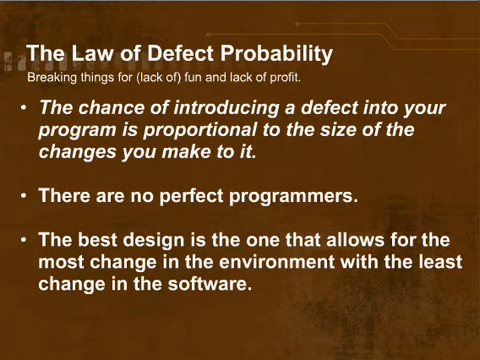 The Law of Defect Probability
Breaking things for (lack of) fun and lack of profit.
• The chance of introducing a defect into your
program is proportional to the size of the
changes you make to it.
• There are no perfect programmers.
• The best design is the one that allows for the
most change in the environment with the least
change in the software.